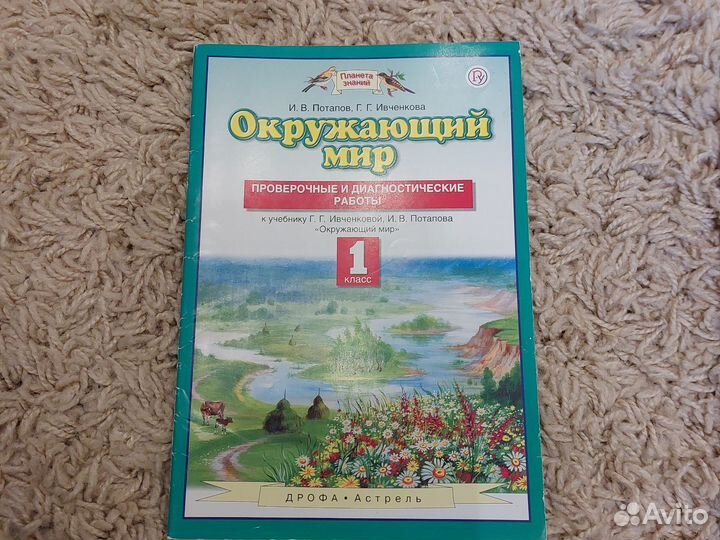 Планета
знаний
И. В. Потапов, Г. Г. Ивченкова
Окружающий
мир
ПРОВЕРОЧНЫЕ И ДИАГНОСТИЧЕСКИЕ
РАБОТЫ
к учебнику Г. Г. Ивченковой, И. В. Потапова
«Окружающий мир»
1
класс
ДРОФА • Астрель
Avito